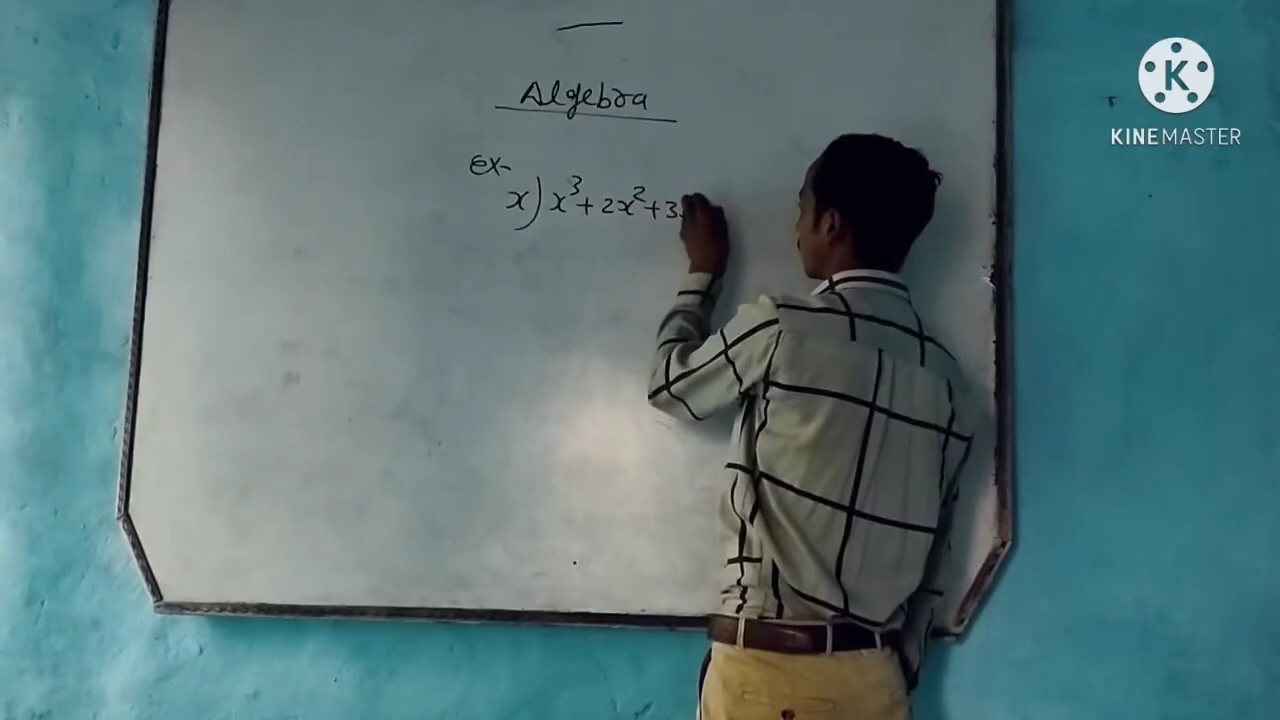 Algebra
ex-
x) x³ + 2x² + 3
K
KINEMASTER